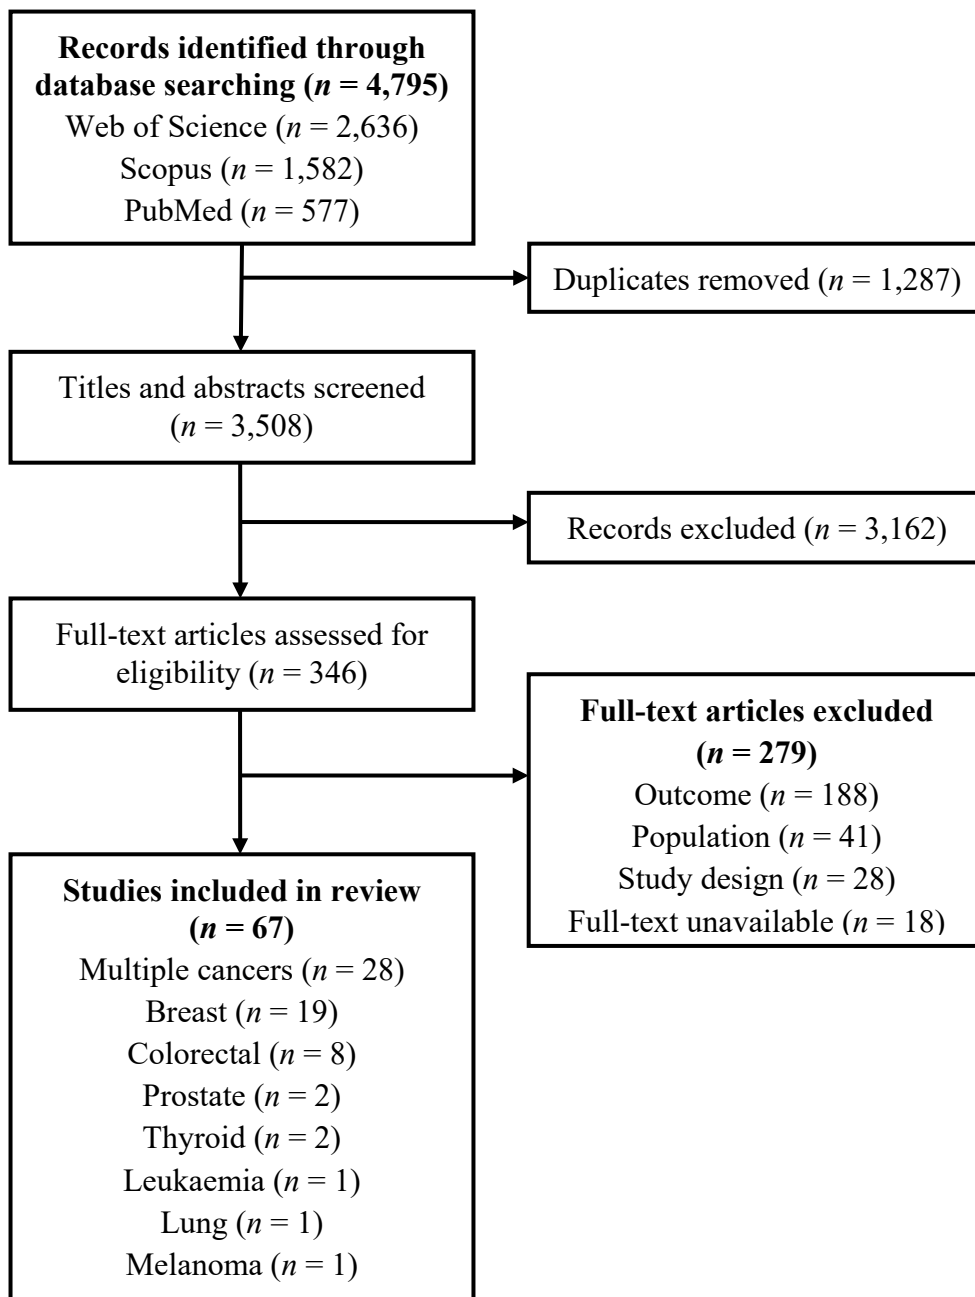 Records identified through
database searching (n = 4,795)
Web of Science (n = 2,636)
Scopus (n = 1,582)
PubMed (n = 577)
Duplicates removed (n = 1,287)
Titles and abstracts screened
(n = 3,508)
Records excluded (n = 3,162)
Full-text articles assessed for
eligibility (n = 346)
Full-text articles excluded
(n = 279)
Outcome (n = 188)
Population (n = 41)
Study design (n = 28)
Full-text unavailable (n = 18)
Studies included in review
(n = 67)
Multiple cancers (n = 28)
Breast (n = 19)
Colorectal (n = 8)
Prostate (n = 2)
Thyroid (n = 2)
Leukaemia (n = 1)
Lung (n = 1)
Melanoma (n = 1)